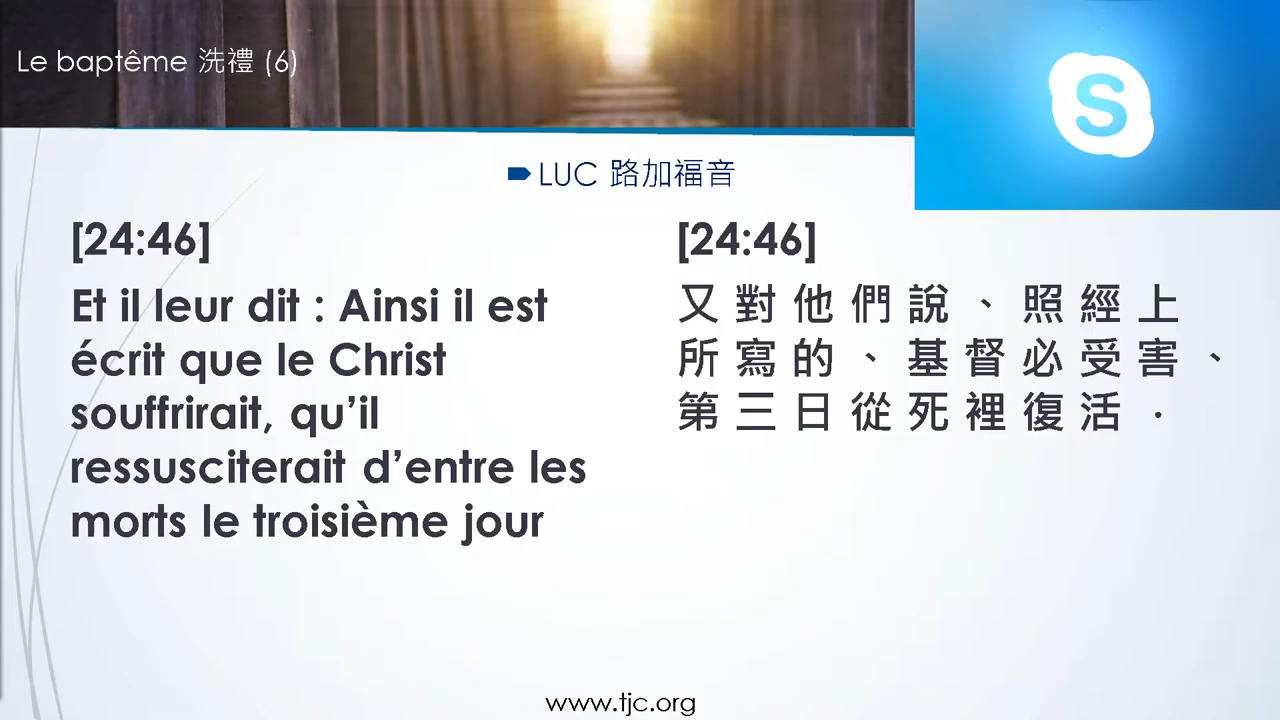 Le baptême 洗禮 (6)
S
LUC 路加福音
[24:46]
Et il leur dit : Ainsi il est
écrit que le Christ
souffrirait, qu’il
ressusciterait d’entre les
morts le troisième jour
[24:46]
又對他們說、照經上
所寫的、基督必受害、
第三日從死裡復活．
www.tjc.org